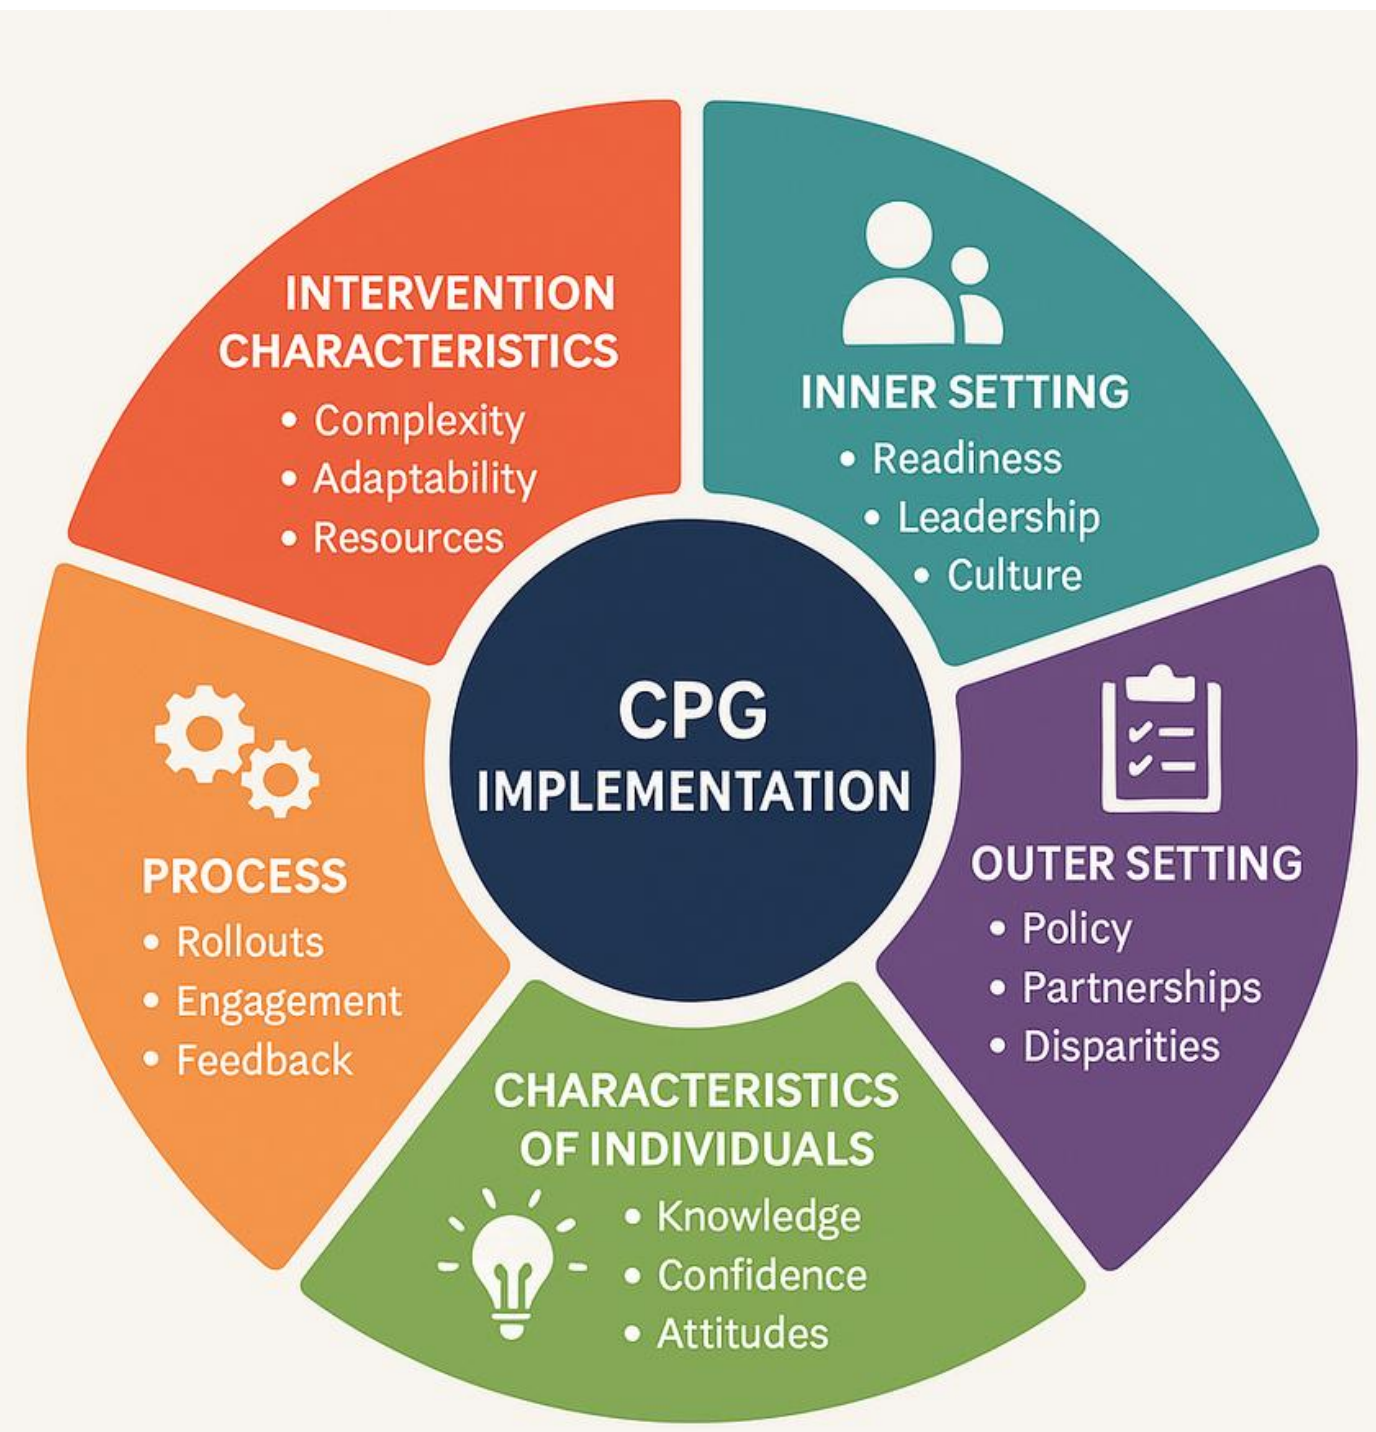 INTERVENTION
CHARACTERISTICS
• Complexity
• Adaptability
• Resources
INNER SETTING
• Readiness
• Leadership
• Culture
CPG
IMPLEMENTATION
PROCESS
• Rollouts
• Engagement
• Feedback
OUTER SETTING
• Policy
• Partnerships
• Disparities
CHARACTERISTICS
OF INDIVIDUALS
• Knowledge
• Confidence
• Attitudes